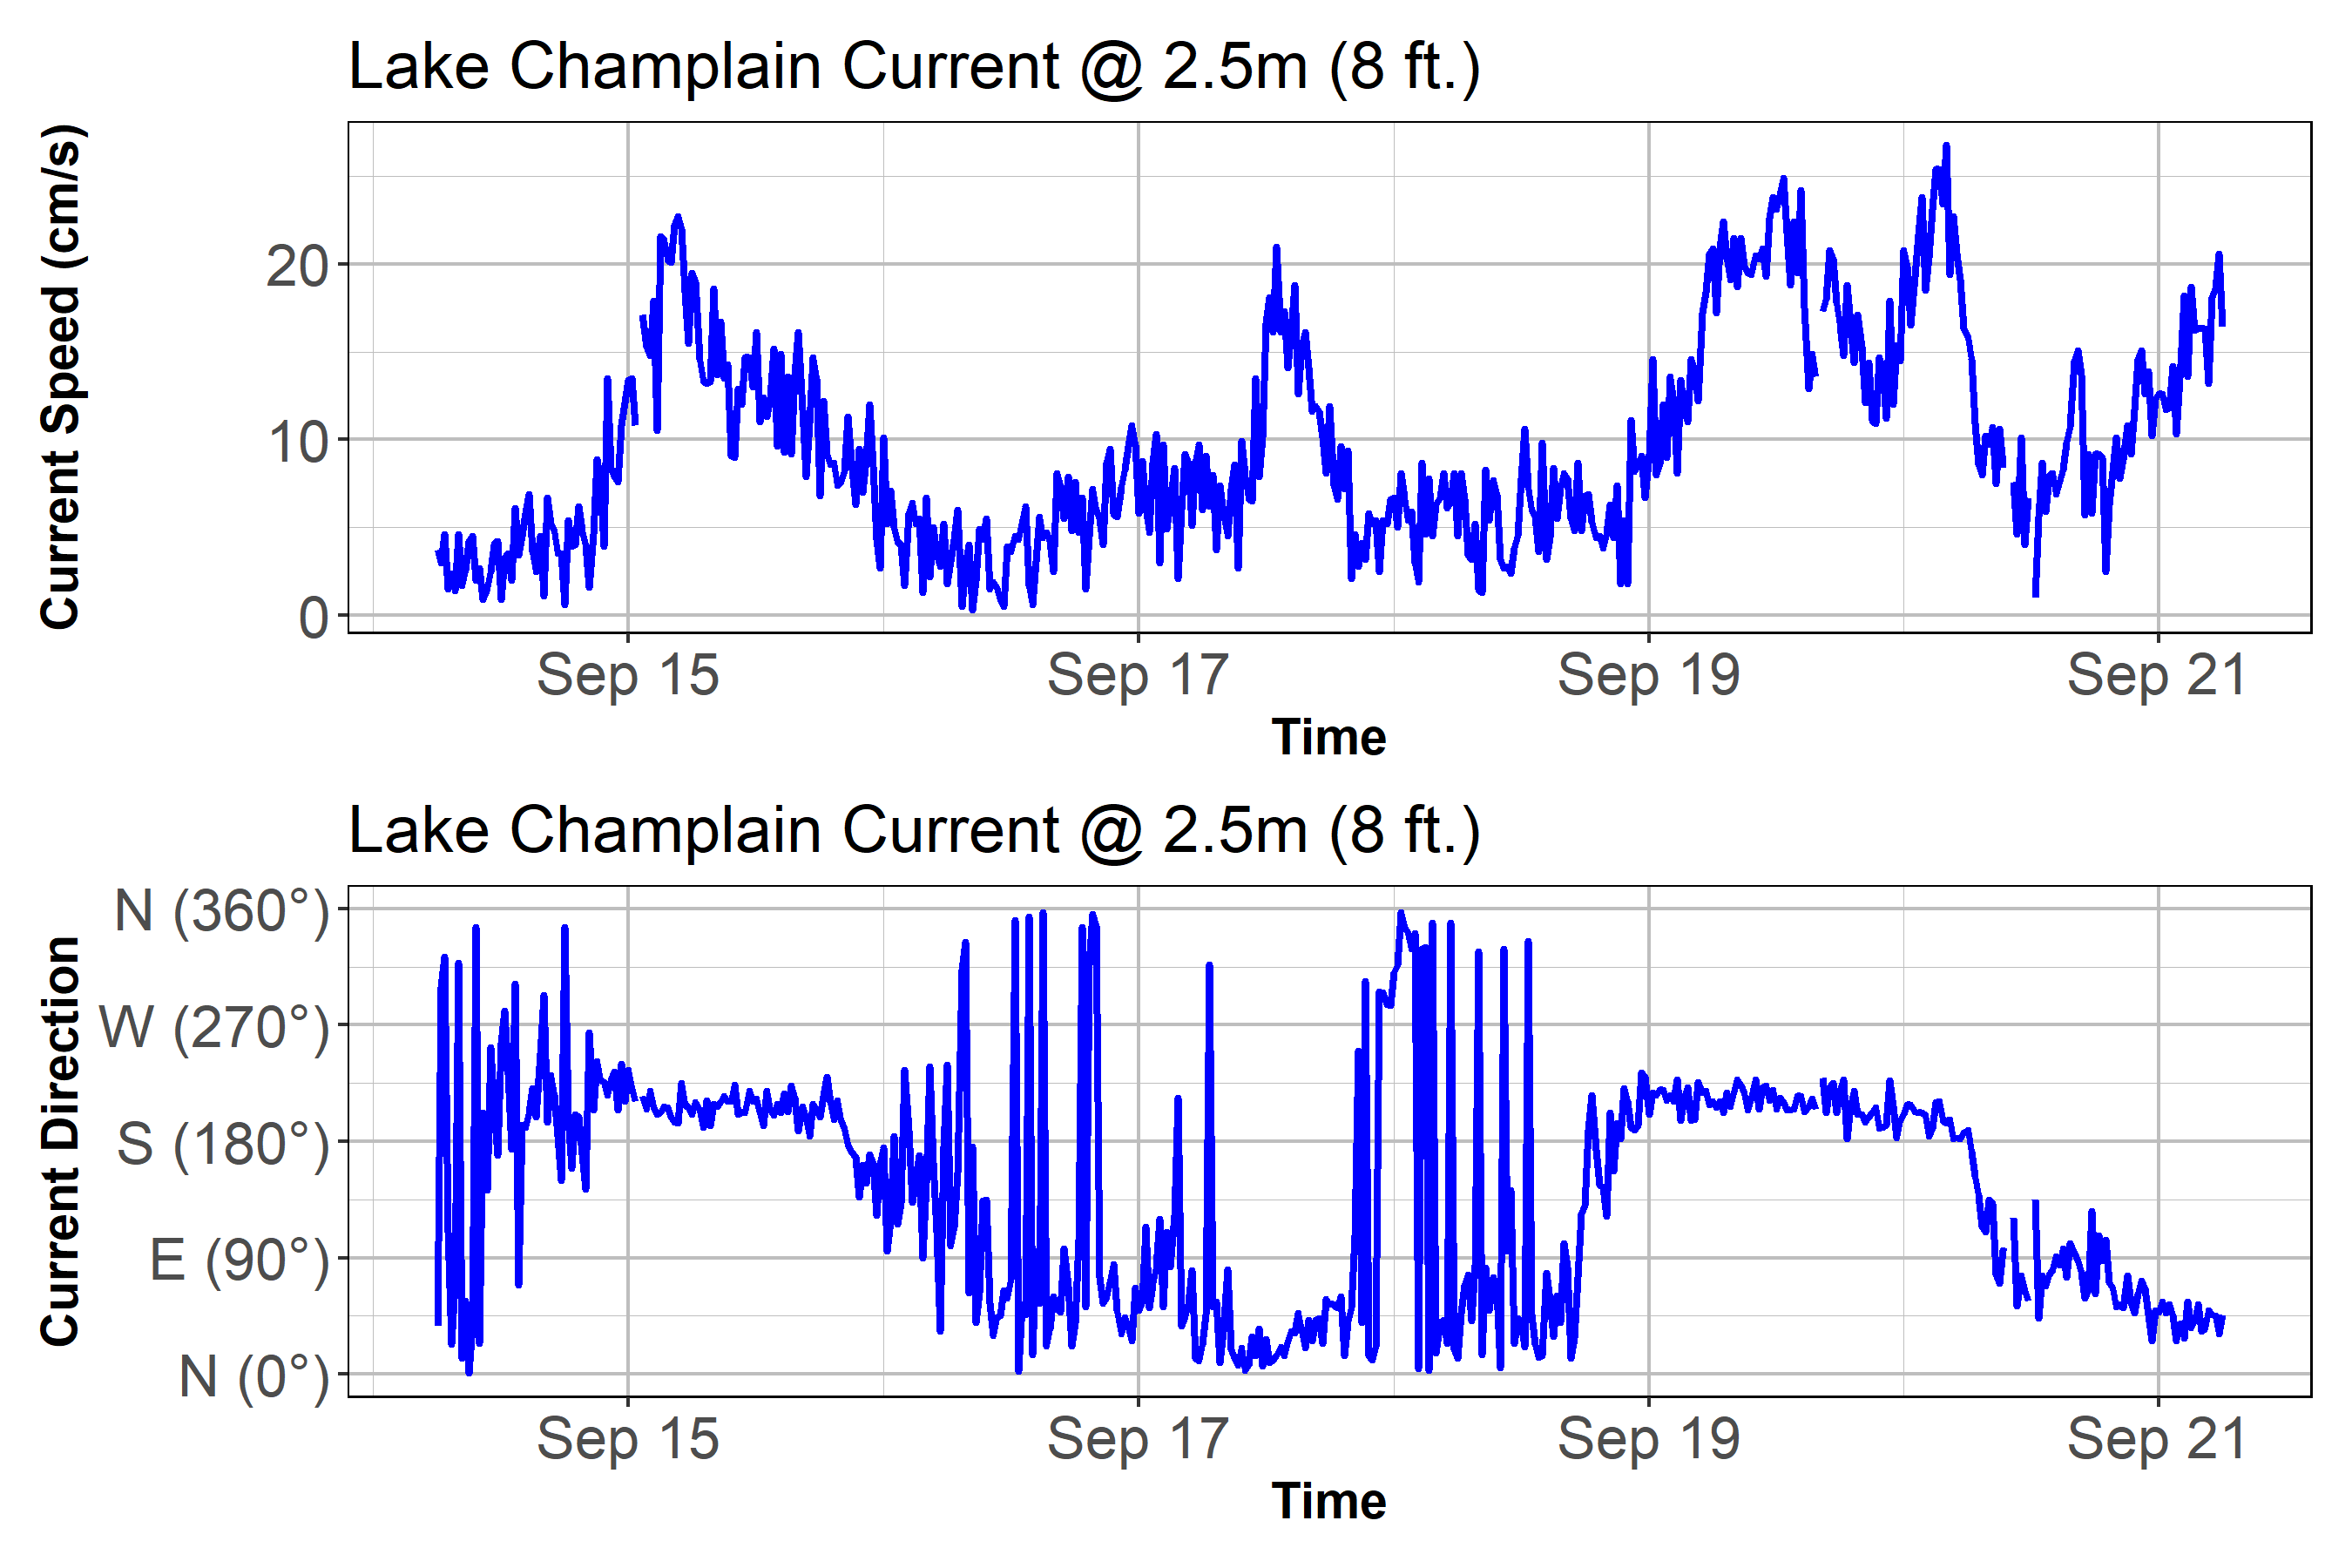 Lake Champlain Current @ 2.5m (8 ft.)
Current Speed (cm/s)
20
10
0
Sep 15 Sep 17 Sep 19 Sep 21
Time
Lake Champlain Current @ 2.5m (8 ft.)
Current Direction
N (360°)
W (270°)
S (180°)
E (90°)
N (0°)
Sep 15 Sep 17 Sep 19 Sep 21
Time